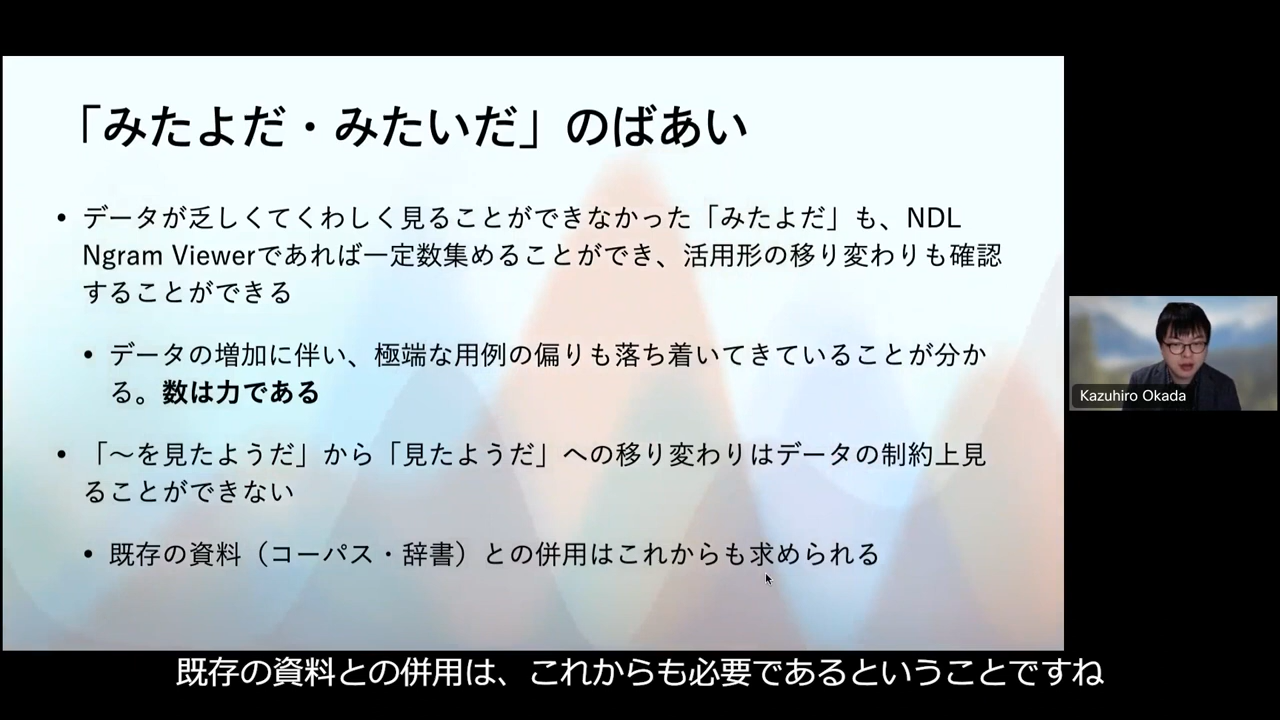 「みたよだ・みたいだ」のばあい
• データが乏しくてくわしく見ることができなかった「みたよだ」も、NDL
Ngram Viewerであれば一定数集めることができ、活用形の移り変わりも確認
することができる
• データの増加に伴い、極端な用例の偏りも落ち着いてきていることが分か
る。数は力である
• 「～を見たようだ」から「見たようだ」への移り変わりはデータの制約上見
ることができない
• 既存の資料（コーパス・辞書）との併用はこれからも求められる
Kazuhiro Okada
既存の資料との併用は、これからも必要であるということですね